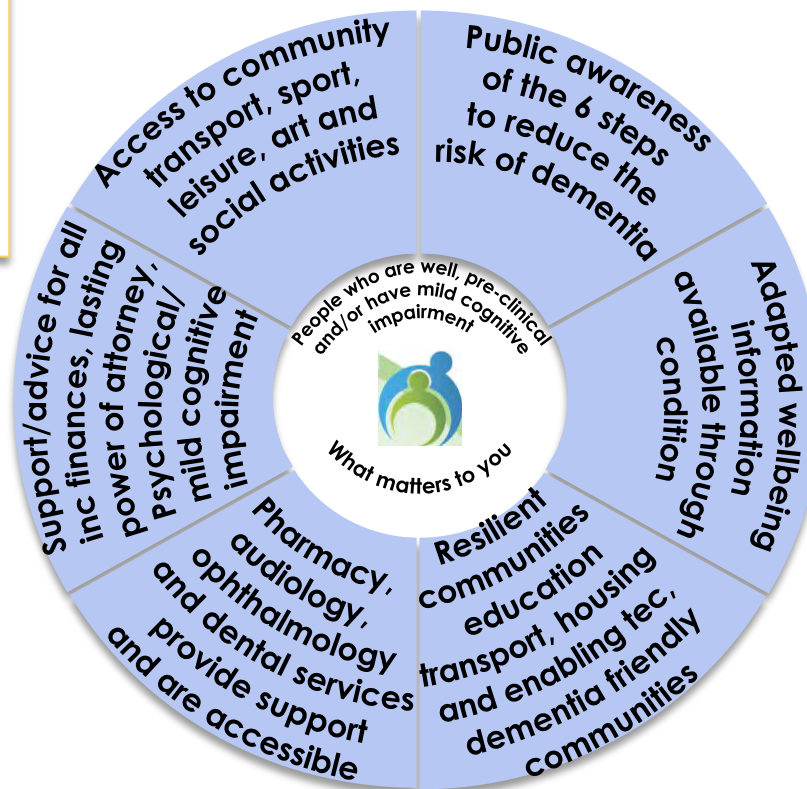 Access to community
transport, sport,
leisure, art and
social activities
Public awareness
of the 6 steps
to reduce the
risk of dementia
Adapted wellbeing
information
available through
condition
Resilient
communities
education
transport, housing
and enabling tec,
dementia friendly
communities
Pharmacy,
audiology,
ophthalmology
and dental services
provide support
and are accessible
Support/advice for all
inc finances, lasting
power of attorney,
Psychological/
mild cognitive
impairment
People who are well, pre-clinical
and/or have mild cognitive
impairment
What matters to you